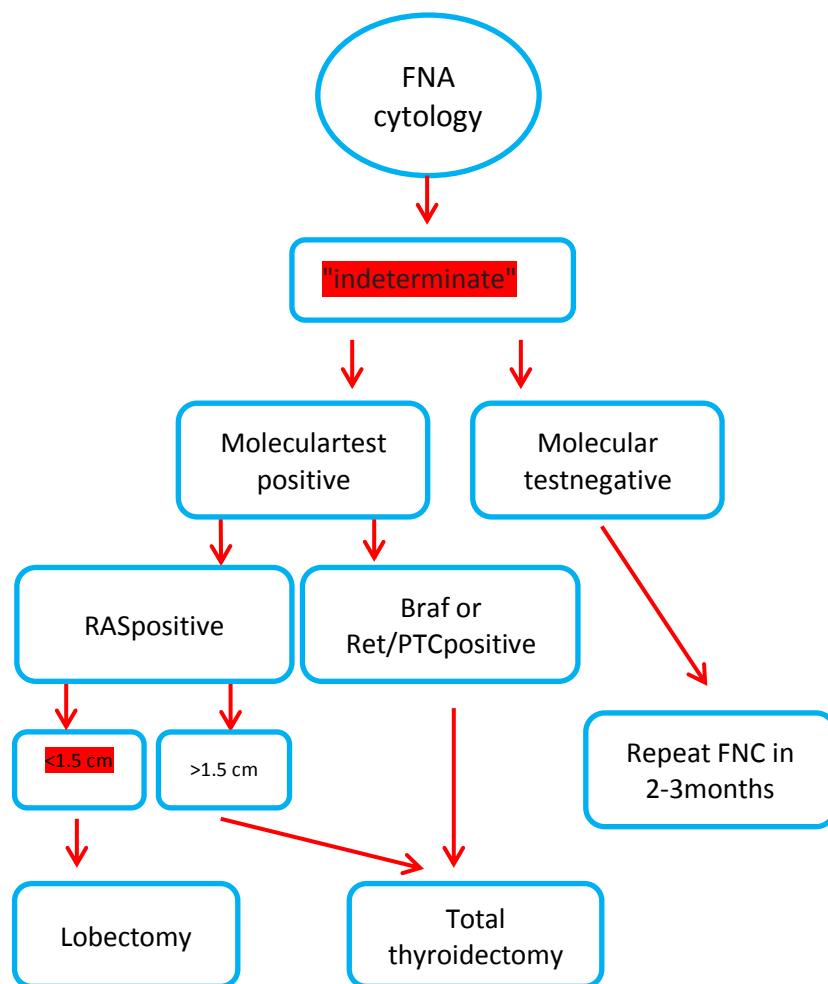 FNA
cytology
"indeterminate"
Moleculartest
positive
Molecular
testnegative
RASpositive
Braf or
Ret/PTCpositive
<1.5 cm
>1.5 cm
Repeat FNC in
2-3months
Lobectomy
Total
thyroidectomy